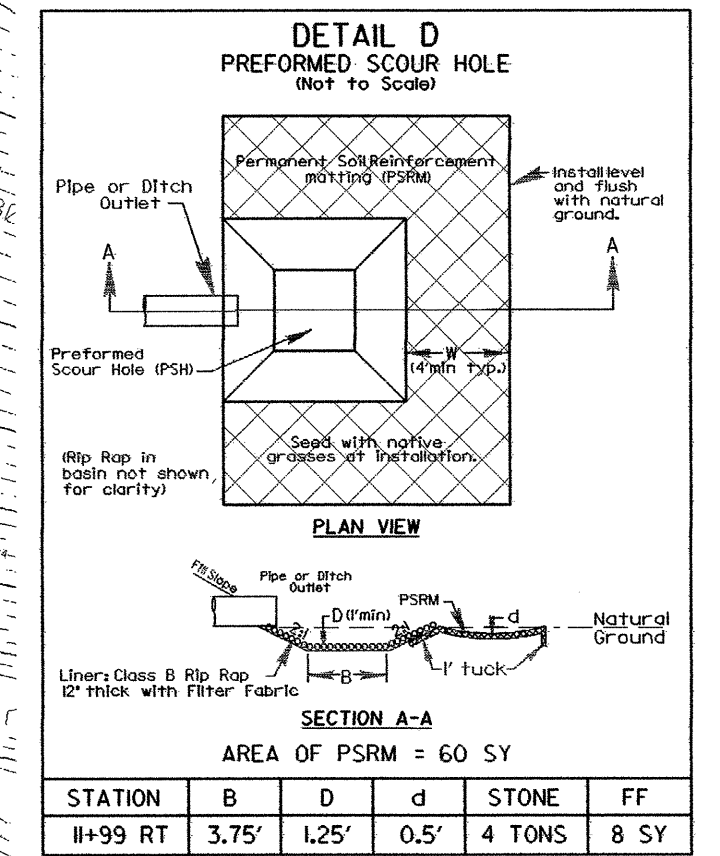 DETAIL D
PREFORMED SCOUR HOLE
(Not to Scale)
Permanent Soil Reinforcement
matting (PSRM)
Install level
and flush
with natural
ground.
Pipe or Ditch
Outlet
A
A
Preformed
Scour Hole (PSH)
W
(4'min typ.)
(Rip Rap in
basin not shown
for clarity)
Seed with native
grasses at installation.
PLAN VIEW
Fill Slope
Pipe or Ditch
Outlet
D (1'min)
PSRM
d
Natural
Ground
2:1
2:1
B
1' tuck
Liner: Class B Rip Rap
12" thick with Filter Fabric
SECTION A-A
AREA OF PSRM = 60 SY
STATION B D d STONE FF
11+99 RT 3.75' 1.25' 0.5' 4 TONS 8 SY